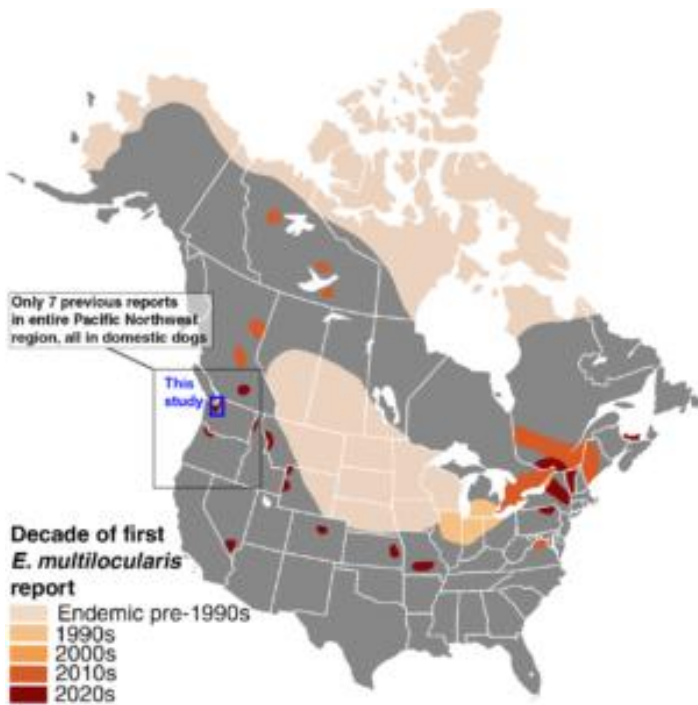 Only 7 previous reports
in entire Pacific Northwest
region, all in domestic dogs
This
study
Decade of first
E. multilocularis
report
Endemic pre-1990s
1990s
2000s
2010s
2020s